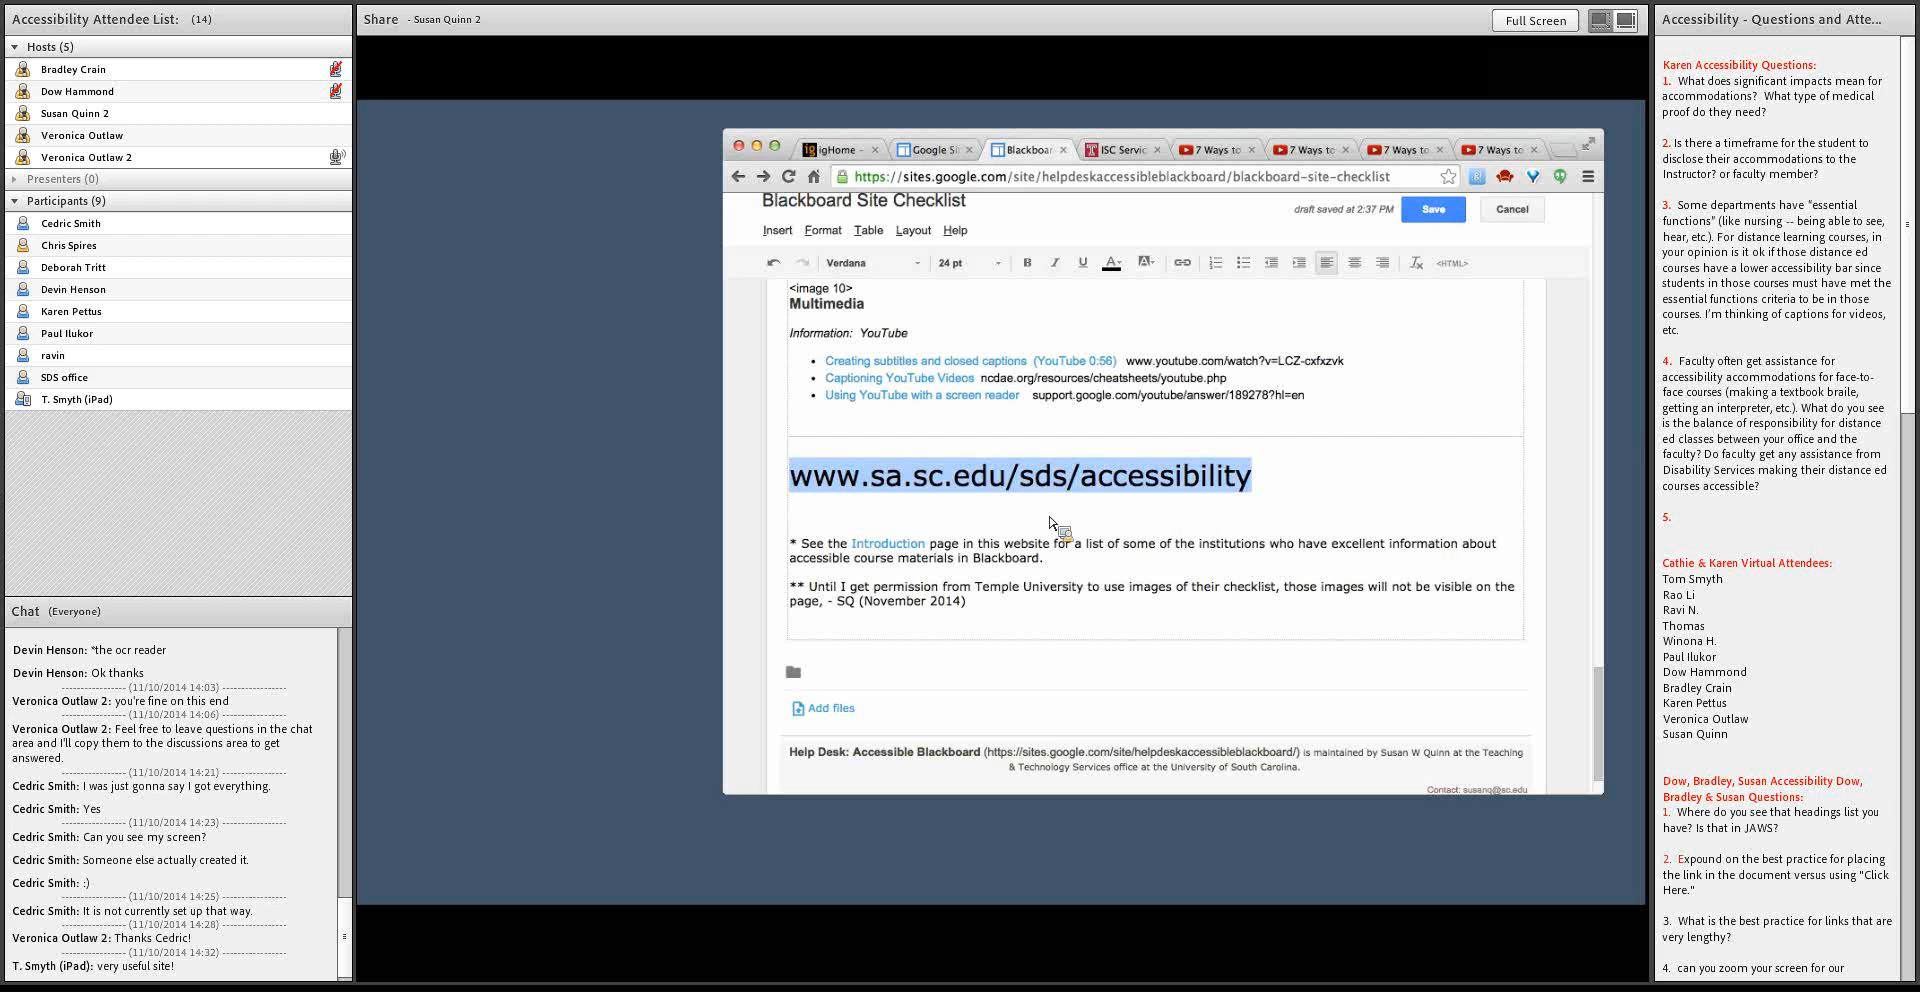 Accessibility Attendee List: (14)
Hosts (5)
Bradley Crain
Dow Hammond
Susan Quinn 2
Veronica Outlaw
Veronica Outlaw 2
Presenters (0)
Participants (9)
Cedric Smith
Chris Spires
Deborah Tritt
Devin Henson
Karen Pettus
Paul Ilukor
ravin
SDS office
T. Smyth (iPad)
Chat (Everyone)
Devin Henson: *the ocr reader
Devin Henson: Ok thanks
------------------ (11/10/2014 14:03) ------------------
Veronica Outlaw 2: you're fine on this end
------------------ (11/10/2014 14:06) ------------------
Veronica Outlaw 2: Feel free to leave questions in the chat
area and I'll copy them to the discussions area to get
answered.
------------------ (11/10/2014 14:21) ------------------
Cedric Smith: I was just gonna say I got everything.
Cedric Smith: Yes
------------------ (11/10/2014 14:23) ------------------
Cedric Smith: Can you see my screen?
Cedric Smith: Someone else actually created it.
Cedric Smith: :)
------------------ (11/10/2014 14:25) ------------------
Cedric Smith: It is not currently set up that way.
------------------ (11/10/2014 14:28) ------------------
Veronica Outlaw 2: Thanks Cedric!
------------------ (11/10/2014 14:32) ------------------
T. Smyth (iPad): very useful site!
Share - Susan Quinn 2
Full Screen
igHome - Google Si Blackboar ISC Servic 7 Ways to 7 Ways to 7 Ways to 7 Ways to
https://sites.google.com/site/helpdeskaccessibleblackboard/blackboard-site-checklist
Blackboard Site Checklist
draft saved at 2:37 PM Save Cancel
Insert Format Table Layout Help
Verdana 24 pt B I U A A <HTML>
<image 10>
Multimedia
Information: YouTube
• Creating subtitles and closed captions (YouTube 0:56) www.youtube.com/watch?v=LCZ-cxfxzvk
• Captioning YouTube Videos ncdae.org/resources/cheatsheets/youtube.php
• Using YouTube with a screen reader support.google.com/youtube/answer/189278?hl=en
www.sa.sc.edu/sds/accessibility
* See the Introduction page in this website for a list of some of the institutions who have excellent information about
accessible course materials in Blackboard.
** Until I get permission from Temple University to use images of their checklist, those images will not be visible on the
page, - SQ (November 2014)
Add files
Help Desk: Accessible Blackboard (https://sites.google.com/site/helpdeskaccessibleblackboard/) is maintained by Susan W Quinn at the Teaching
& Technology Services office at the University of South Carolina.
Contact: susanq@sc.edu
Accessibility - Questions and Atte...
Karen Accessibility Questions:
1. What does significant impacts mean for
accommodations? What type of medical
proof do they need?
2. Is there a timeframe for the student to
disclose their accommodations to the
Instructor? or faculty member?
3. Some departments have "essential
functions" (like nursing -- being able to see,
hear, etc.). For distance learning courses, in
your opinion is it ok if those distance ed
courses have a lower accessibility bar since
students in those courses must have met the
essential functions criteria to be in those
courses. I'm thinking of captions for videos,
etc.
4. Faculty often get assistance for
accessibility accommodations for face-to-
face courses (making a textbook braile,
getting an interpreter, etc.). What do you see
is the balance of responsibility for distance
ed classes between your office and the
faculty? Do faculty get any assistance from
Disability Services making their distance ed
courses accessible?
5.
Cathie & Karen Virtual Attendees:
Tom Smyth
Rao Li
Ravi N.
Thomas
Winona H.
Paul Ilukor
Dow Hammond
Bradley Crain
Karen Pettus
Veronica Outlaw
Susan Quinn
Dow, Bradley, Susan Accessibility Dow,
Bradley & Susan Questions:
1. Where do you see that headings list you
have? Is that in JAWS?
2. Expound on the best practice for placing
the link in the document versus using "Click
Here."
3. What is the best practice for links that are
very lengthy?
4. can you zoom your screen for our